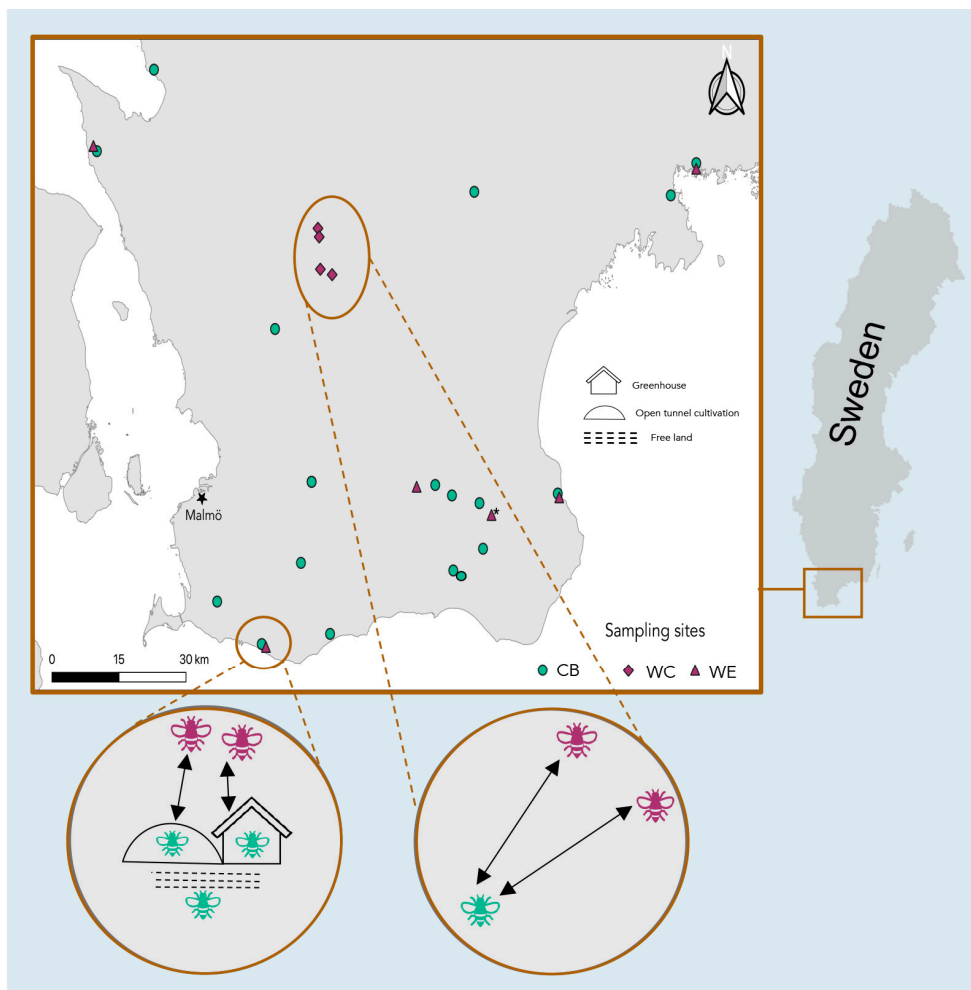 N
Greenhouse
Open tunnel cultivation
Free land
Sweden
*
Malmö
Sampling sites
0 15 30 km
CB WC WE